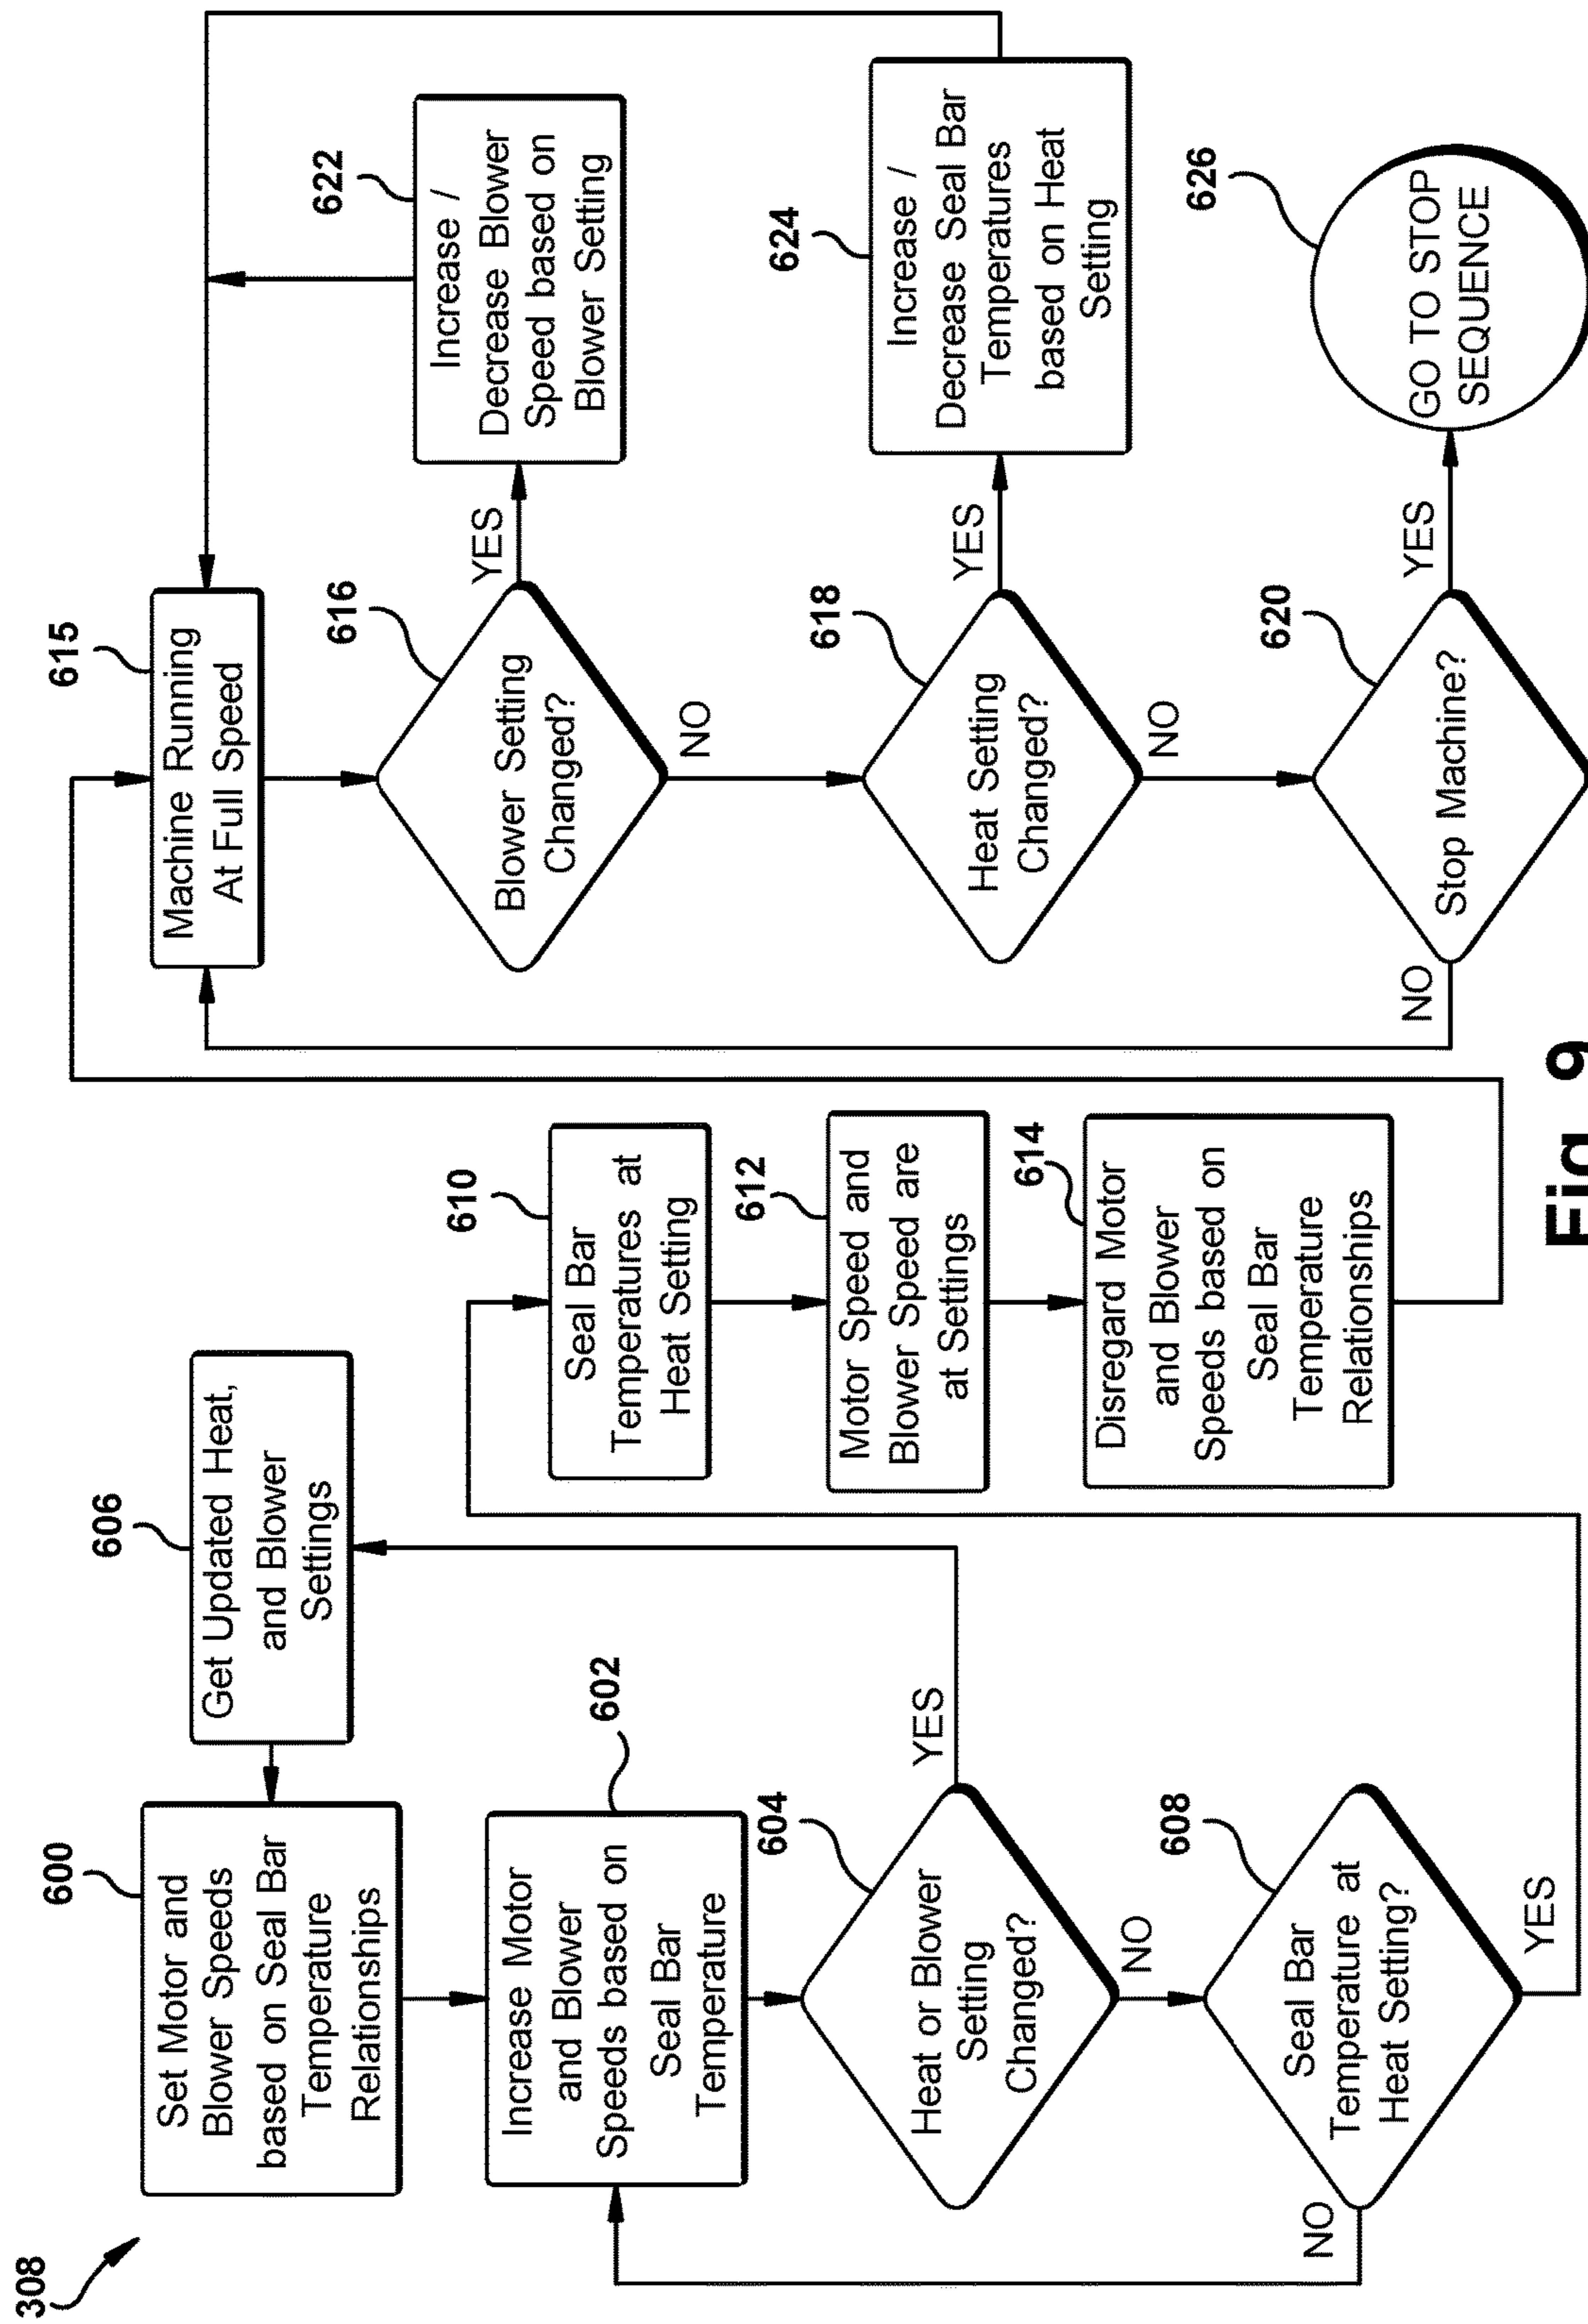 308
600
Set Motor and
Blower Speeds
based on Seal Bar
Temperature
Relationships
606
Get Updated Heat,
and Blower
Settings
602
Increase Motor
and Blower
Speeds based on
Seal Bar
Temperature
604
Heat or Blower
Setting
Changed?
YES
NO
608
Seal Bar
Temperature at
Heat Setting?
NO
YES
610
Seal Bar
Temperatures at
Heat Setting
612
Motor Speed and
Blower Speed are
at Settings
614
Disregard Motor
and Blower
Speeds based on
Seal Bar
Temperature
Relationships
615
Machine Running
At Full Speed
616
Blower Setting
Changed?
YES
NO
622
Increase /
Decrease Blower
Speed based on
Blower Setting
618
Heat Setting
Changed?
YES
NO
624
Increase /
Decrease Seal Bar
Temperatures
based on Heat
Setting
620
Stop Machine?
NO
YES
626
GO TO STOP
SEQUENCE
Fig. 9